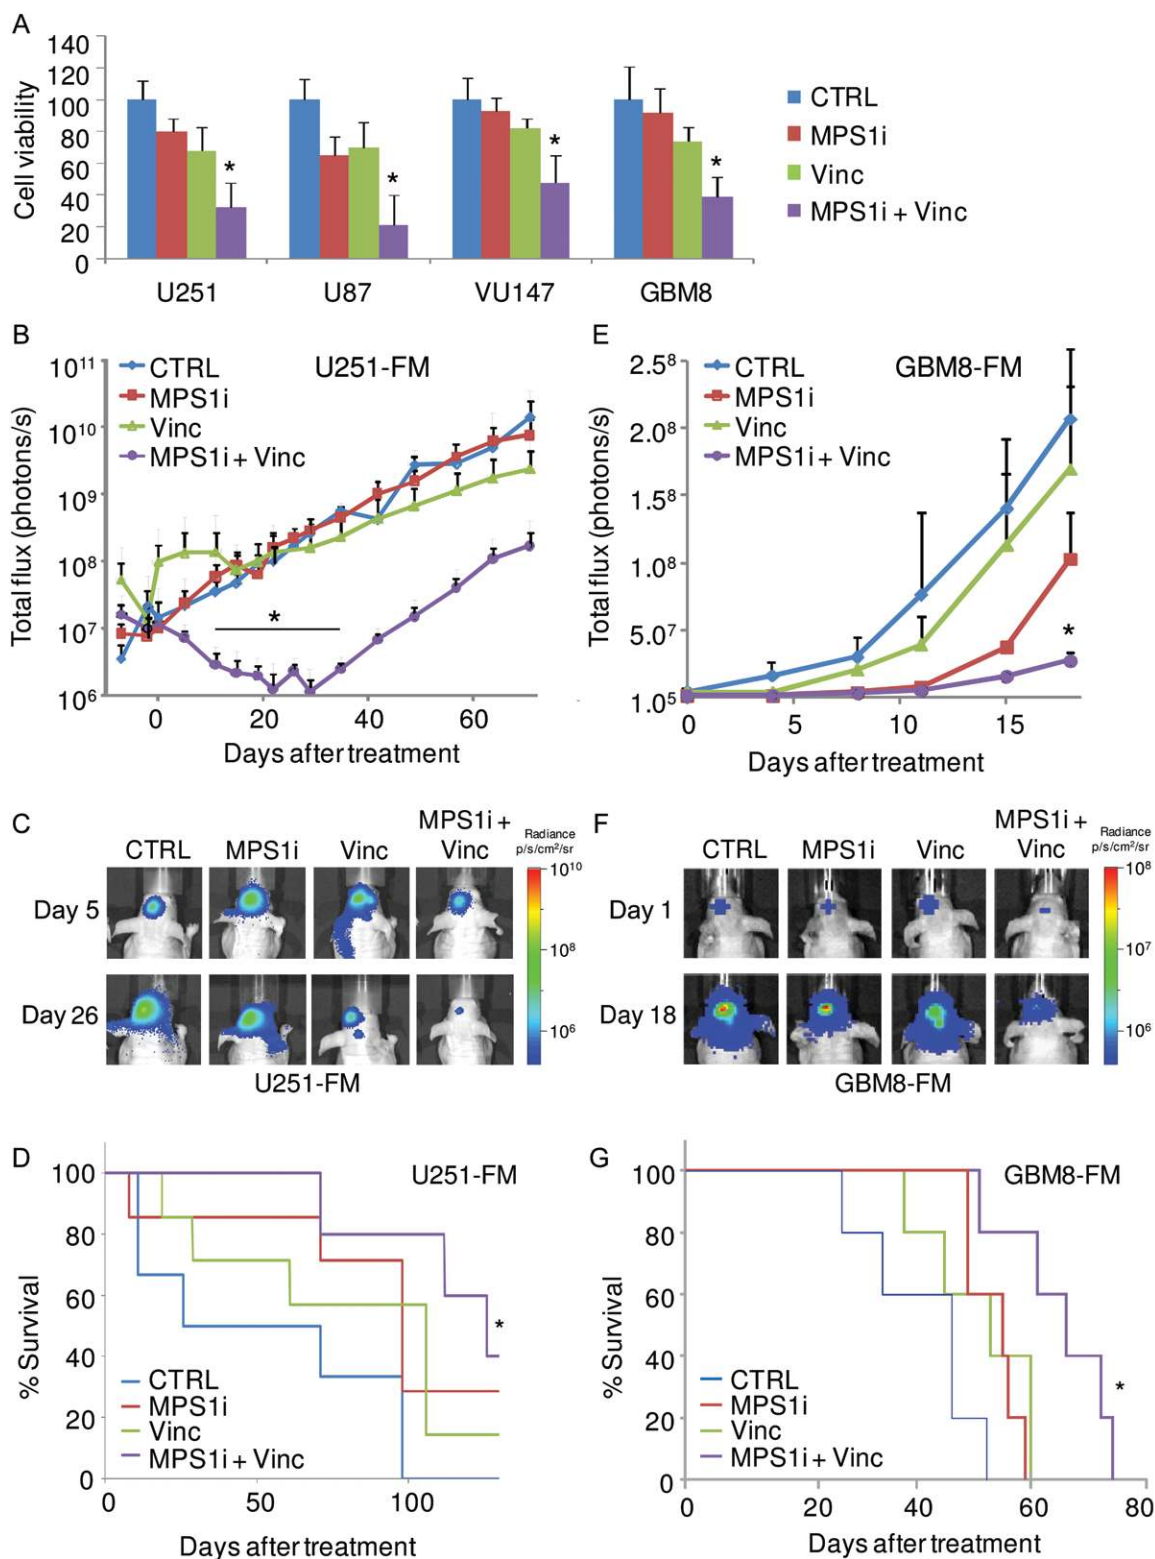 A
140
120
100
80
60
40
20
0
Cell viability
*
*
*
*
U251
U87
VU147
GBM8
CTRL
MPS1i
Vinc
MPS1i + Vinc
B
U251-FM
10¹¹
10¹⁰
10⁹
10⁸
10⁷
10⁶
Total flux (photons/s)
CTRL
MPS1i
Vinc
MPS1i + Vinc
*
0
20
40
60
Days after treatment
E
GBM8-FM
2.5⁸
2.0⁸
1.5⁸
1.0⁸
5.0⁷
1.0⁵
Total flux (photons/s)
CTRL
MPS1i
Vinc
MPS1i + Vinc
*
0
5
10
15
Days after treatment
C
CTRL
MPS1i
Vinc
MPS1i +
Vinc
Radiance
p/s/cm²/sr
10¹⁰
10⁸
10⁶
Day 5
Day 26
U251-FM
F
CTRL
MPS1i
Vinc
MPS1i +
Vinc
Radiance
p/s/cm²/sr
10⁸
10⁷
10⁶
Day 1
Day 18
GBM8-FM
D
U251-FM
100
80
60
40
20
0
% Survival
*
CTRL
MPS1i
Vinc
MPS1i + Vinc
0
50
100
Days after treatment
G
GBM8-FM
100
80
60
40
20
0
% Survival
*
CTRL
MPS1i
Vinc
MPS1i + Vinc
0
20
40
60
80
Days after treatment